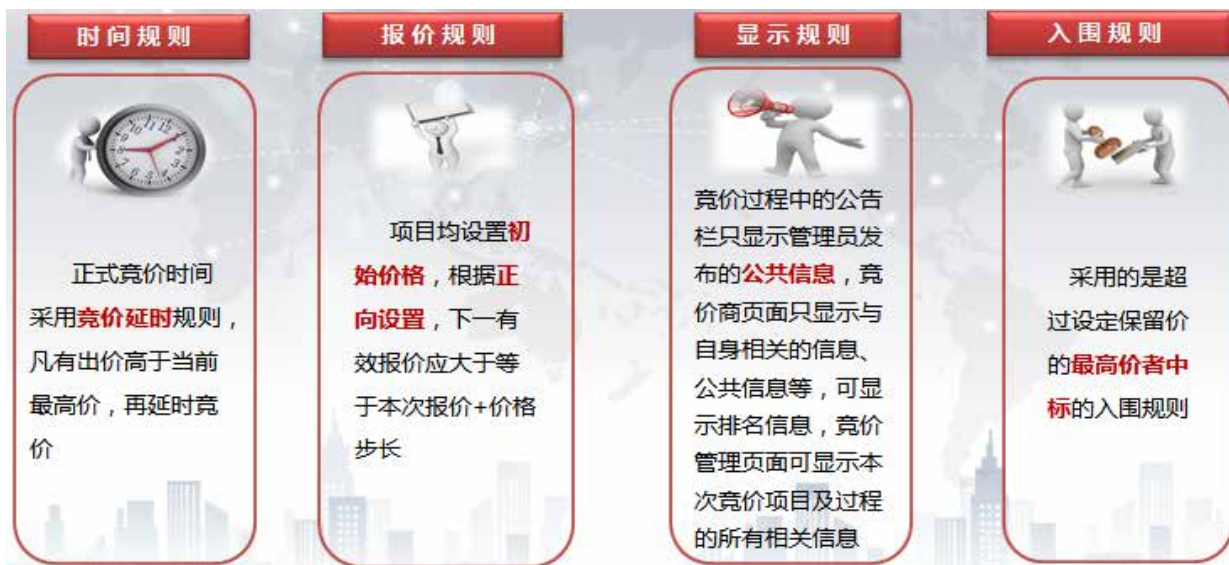 时间规则
正式竞价时间
采用竞价延时规则，
凡有出价高于当前
最高价，再延时竞
价
报价规则
项目均设置初
始价格，根据正
向设置，下一有
效报价应大于等
于本次报价+价格
步长
显示规则
竞价过程中的公告
栏只显示管理员发
布的公共信息，竞
价商页面只显示与
自身相关的信息、
公共信息等，可显
示排名信息，竞价
管理页面可显示本
次竞价项目及过程
的所有相关信息
入围规则
采用的是超
过设定保留价
的最高价者中
标的入围规则